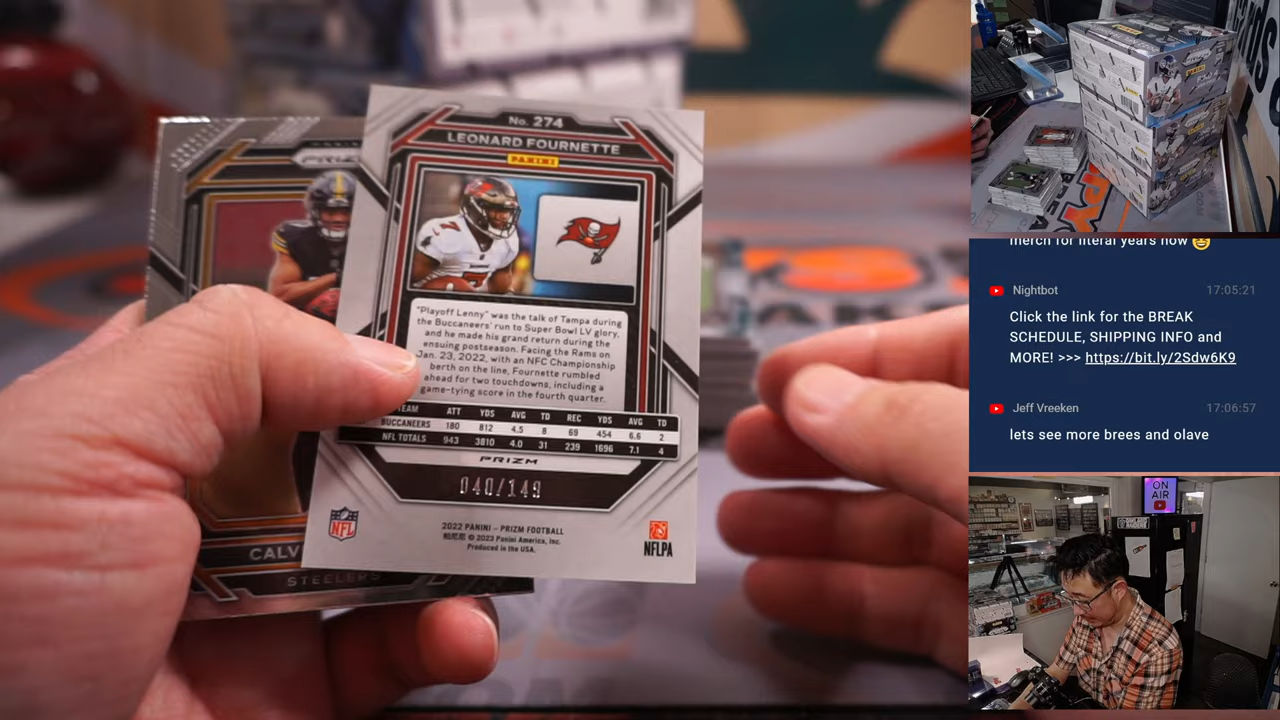 No. 274
LEONARD FOURNETTE
PANINI
"Playoff Lenny" was the talk of Tampa during
the Buccaneers' run to Super Bowl LV glory,
and he made his grand return during the
ensuing postseason. Facing the Rams on
Jan. 23, 2022, with an NFC Championship
berth on the line, Fournette rumbled
ahead for two touchdowns, including a
game-tying score in the fourth quarter.
TEAM ATT YDS AVG TD REC YDS AVG TD
BUCCANEERS 180 812 4.5 8 69 454 6.6 2
NFL TOTALS 943 3810 4.0 31 239 1696 7.1 4
PRIZM
040/149
NFL
2022 PANINI – PRIZM FOOTBALL
帕尼尼 © 2023 Panini America, Inc.
Produced in the USA.
NFLPA
CALV
STEELERS
merch for literal years now 😄
Nightbot 17:05:21
Click the link for the BREAK
SCHEDULE, SHIPPING INFO and
MORE! >>> https://bit.ly/2Sdw6K9
Jeff Vreeken 17:06:57
lets see more brees and olave
ON
AIR